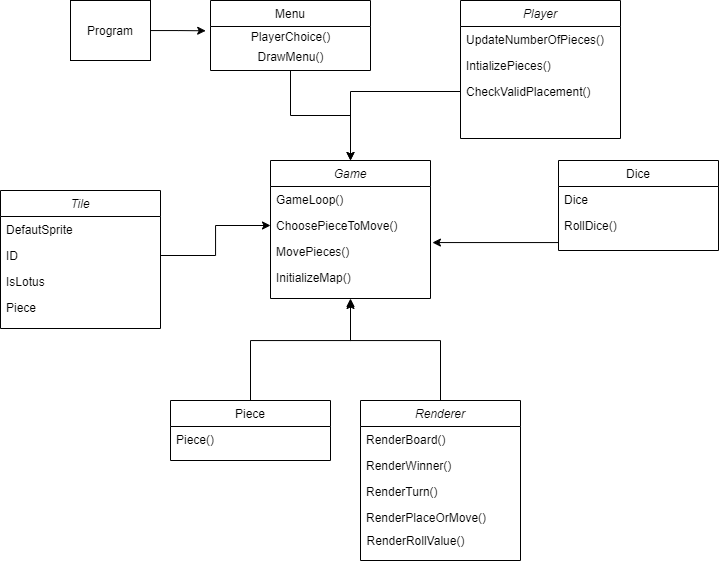 Program
Menu
PlayerChoice()
DrawMenu()
Player
UpdateNumberOfPieces()
IntializePieces()
CheckValidPlacement()
Game
GameLoop()
ChoosePieceToMove()
MovePieces()
InitializeMap()
Dice
Dice
RollDice()
Tile
DefautSprite
ID
IsLotus
Piece
Piece
Piece()
Renderer
RenderBoard()
RenderWinner()
RenderTurn()
RenderPlaceOrMove()
RenderRollValue()